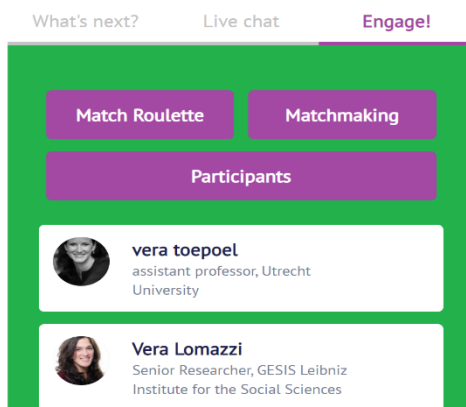 What's next? Live chat Engage!
Match Roulette Matchmaking
Participants
vera toepoel
assistant professor, Utrecht
University
Vera Lomazzi
Senior Researcher, GESIS Leibniz
Institute for the Social Sciences